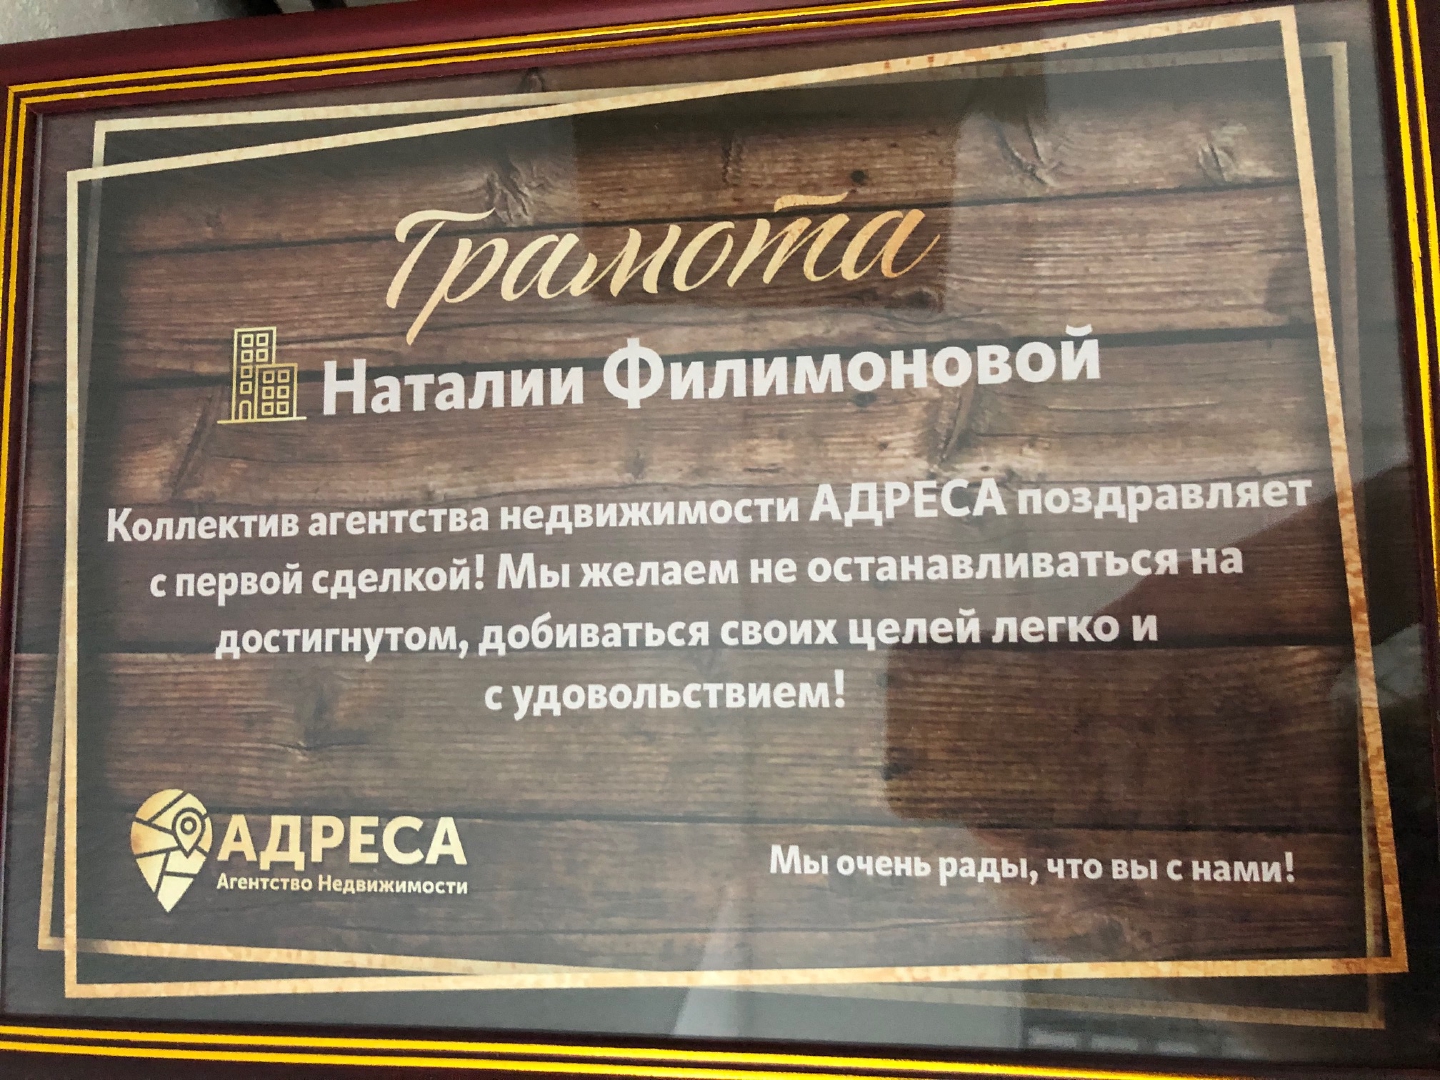 Грамота
Наталии Филимоновой
Коллектив агентства недвижимости АДРЕСА поздравляет
с первой сделкой! Мы желаем не останавливаться на
достигнутом, добиваться своих целей легко и
с удовольствием!
АДРЕСА
Агентство Недвижимости
Мы очень рады, что вы с нами!